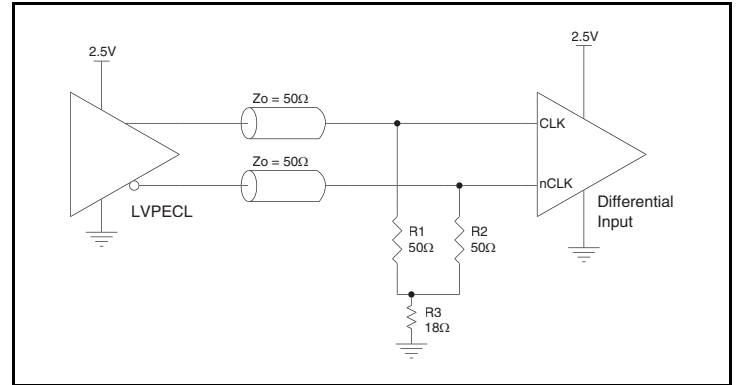 2.5V
2.5V
Zo = 50Ω
CLK
Zo = 50Ω
nCLK
LVPECL
Differential
Input
R1
50Ω
R2
50Ω
R3
18Ω